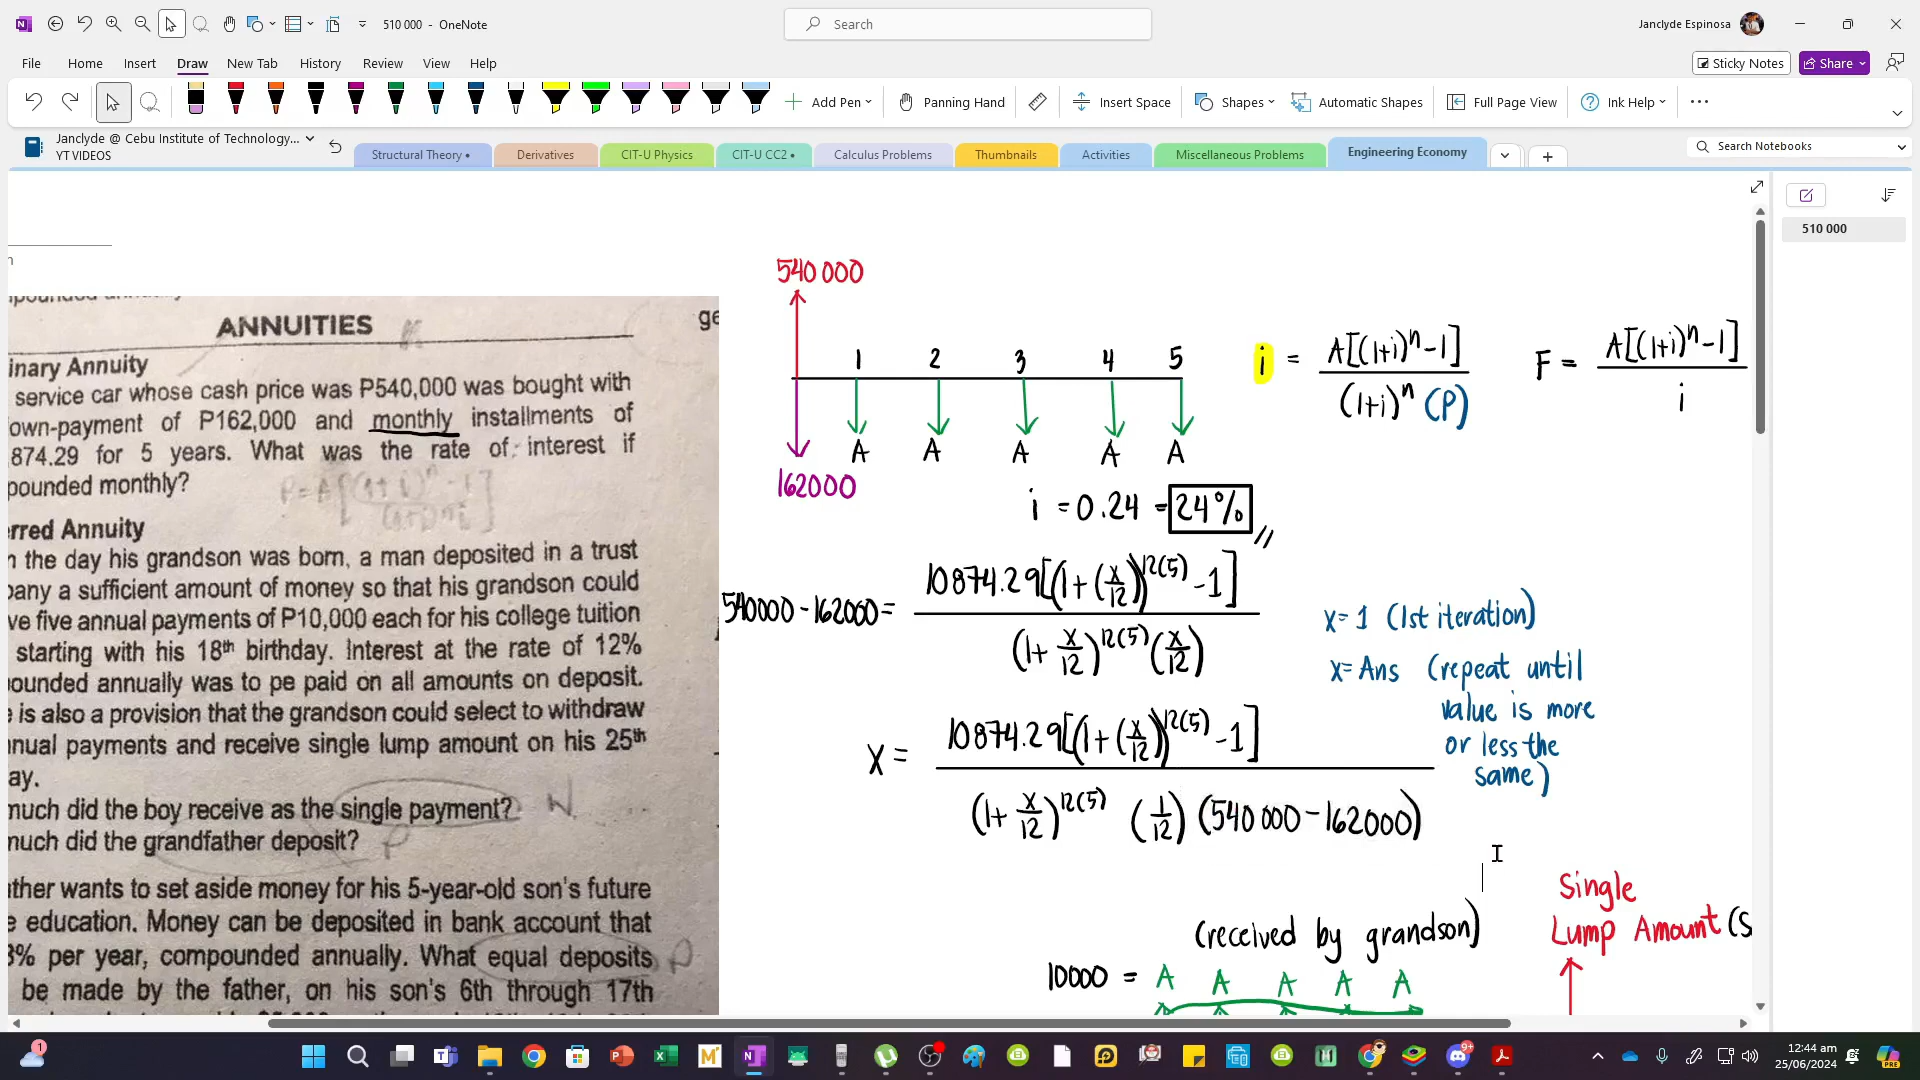 510 000 - OneNote
Search
Janclyde Espinosa
File Home Insert Draw New Tab History Review View Help
Sticky Notes
Share
Add Pen
Panning Hand
Insert Space
Shapes
Automatic Shapes
Full Page View
Ink Help
Janclyde @ Cebu Institute of Technology...
YT VIDEOS
Structural Theory •
Derivatives
CIT-U Physics
CIT-U CC2 •
Calculus Problems
Thumbnails
Activities
Miscellaneous Problems
Engineering Economy
Search Notebooks
510 000
ANNUITIES
ge
inary Annuity
service car whose cash price was P540,000 was bought with
own-payment of P162,000 and monthly installments of
874.29 for 5 years. What was the rate of interest if
pounded monthly?
erred Annuity
n the day his grandson was born, a man deposited in a trust
pany a sufficient amount of money so that his grandson could
ve five annual payments of P10,000 each for his college tuition
starting with his 18th birthday. Interest at the rate of 12%
ounded annually was to pe paid on all amounts on deposit.
e is also a provision that the grandson could select to withdraw
nnual payments and receive single lump amount on his 25th
ay.
much did the boy receive as the single payment?
much did the grandfather deposit?
P
ather wants to set aside money for his 5-year-old son's future
e education. Money can be deposited in bank account that
8% per year, compounded annually. What equal deposits
be made by the father, on his son's 6th through 17th
540 000
1 2 3 4 5
A A A A A
162000
i = A[(1+i)^n -1] / (1+i)^n (P)
F = A[(1+i)^n -1] / i
i = 0.24 = 24% //
540000 - 162000 = 10874.29[(1+(x/12))^12(5) -1] / (1+x/12)^12(5) (x/12)
x = 1 (1st iteration)
x = Ans (repeat until
value is more
or less the
same)
x = 10874.29[(1+(x/12))^12(5) -1] / (1+x/12)^12(5) (1/12) (540 000 - 162000)
(received by grandson)
10000 = A A A A A
Single
Lump Amount (S
12:44 am
25/06/2024